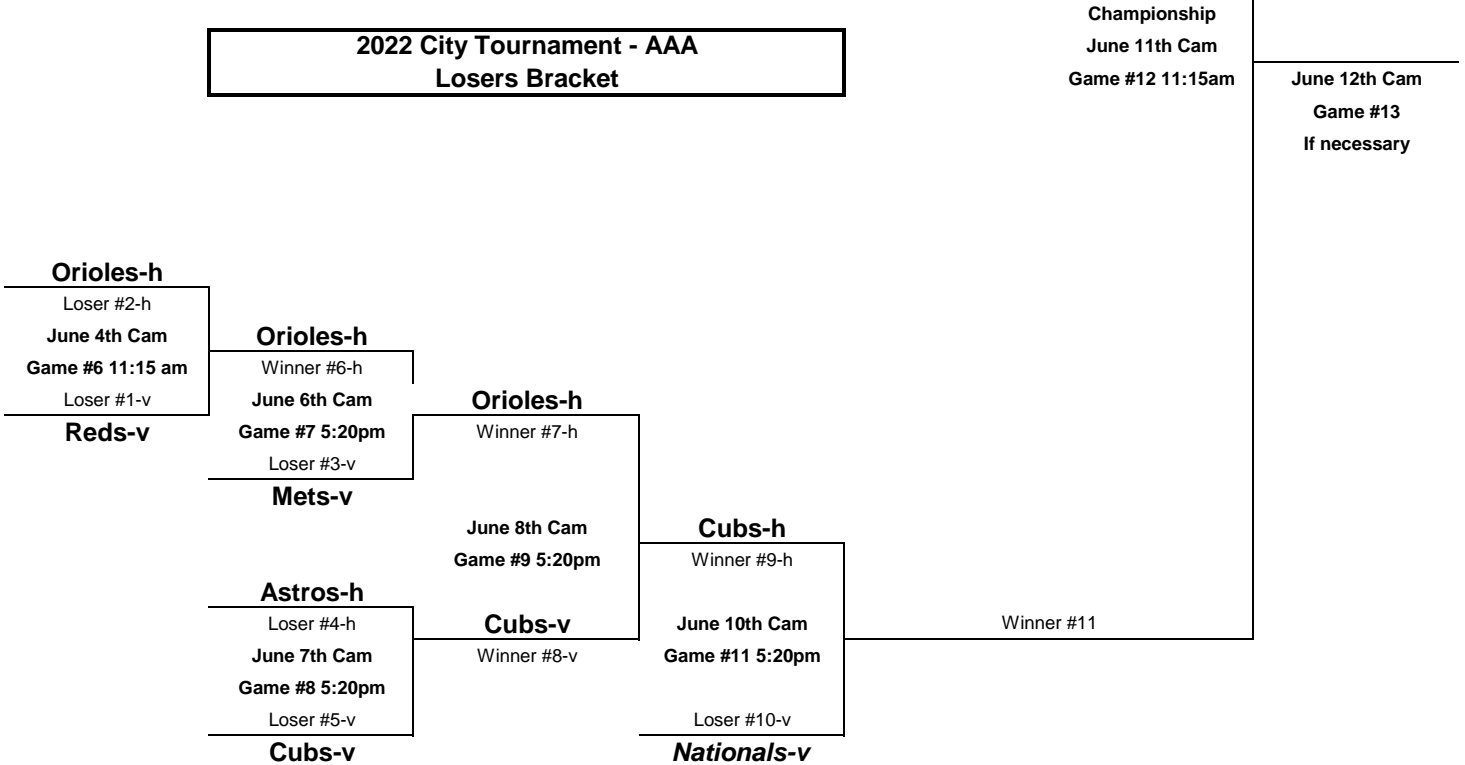 Championship
2022 City Tournament - AAA
Losers Bracket
June 11th Cam
Game #12 11:15am
June 12th Cam
Game #13
If necessary
Orioles-h
Loser #2-h
June 4th Cam
Game #6 11:15 am
Loser #1-v
Reds-v
Orioles-h
Winner #6-h
June 6th Cam
Game #7 5:20pm
Loser #3-v
Mets-v
Orioles-h
Winner #7-h
June 8th Cam
Game #9 5:20pm
Cubs-v
Winner #8-v
Astros-h
Loser #4-h
June 7th Cam
Game #8 5:20pm
Loser #5-v
Cubs-v
Cubs-h
Winner #9-h
June 10th Cam
Game #11 5:20pm
Loser #10-v
Nationals-v
Winner #11